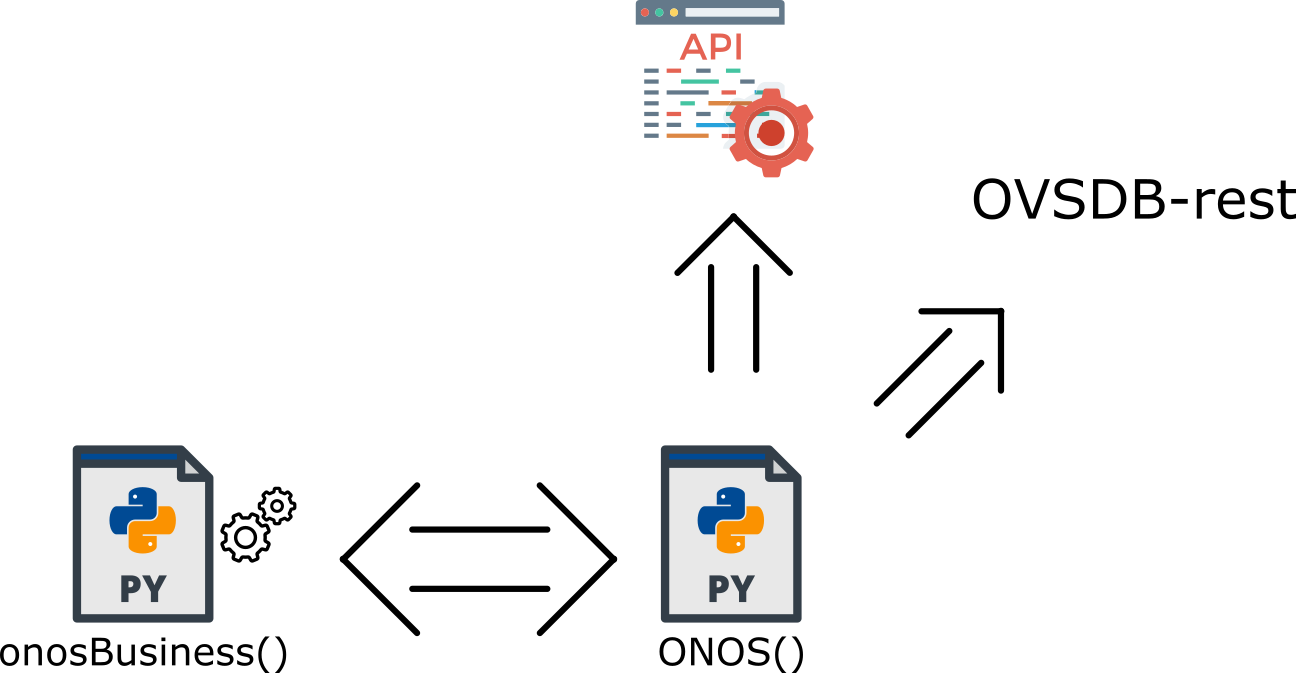 API
OVSDB-rest
PY
PY
onosBusiness()
ONOS()